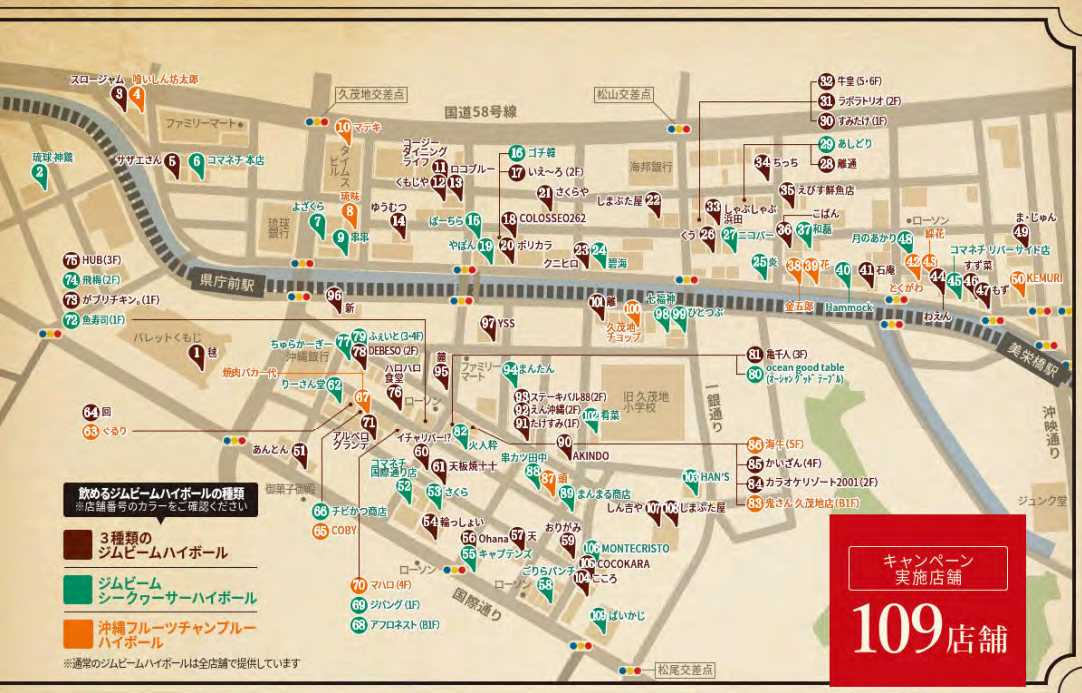 スロージャム
3
喰いしん坊太郎
4
久茂地交差点
国道58号線
松山交差点
32 牛皇 (5・6F)
31 ラボラトリオ (2F)
30 すみたけ (1F)
29 あしどり
28 離通
ファミリーマート
10 マテキ
タイムスビル
琉球 神鶏
2
サザエさん 5
6 コマネチ 本店
コージー
ダイニング
ライフ
11 ロコブルー
くもじや 12 13
16 ゴチ韓
17 いえ〜ろ (2F)
海邦銀行
34 ちっち
21 さくらや
しまぶた屋 22
35 えびす鮮魚店
琉味
8
よざくら
7
ゆうむつ
14
琉球
銀行
9 串串
ぼーちら
18 COLOSSEO262
やぽん 19
20 ポリカラ
クニヒロ 23
24 碧海
33 しゃぶしゃぶ
浜田
くう 26
27 ニコバー
こぱん
36
37 和磊
ローソン
月のあかり 48
綵花
42 43
とくがわ
ま・じゅん
49
コマネチ リバーサイド店
すず菜
44 45 46
47 もず
50 KEMURI
わえん
25 炎
38 39 花
金五郎
40
Hammock
41 石庵
75 HUB(3F)
74 飛梅(2F)
73 がブリチキン。(1F)
72 魚寿司(1F)
県庁前駅
96
新
101 離
100
久茂地
チョップ
七福神
98 99 ひとつぶ
美栄橋駅
97 YSS
パレットくもじ
1 毬
ちゅらかーぎー 77
79 ふぇいと(3・4F)
78 DEBESO (2F)
沖縄銀行
焼肉バカ一代
67
りーさん堂 62
ハロハロ
食堂
76
麓
95
ファミリー
マート
94 まんたん
81 亀千人 (3F)
80 ocean good table
(オーシャン グッド テーブル)
93 ステーキバル88(2F)
92 えん沖縄(2F)
91 たけすみ(1F)
102 肴菜
旧 久茂地
小学校
一銀通り
沖映通り
ローソン
64 回
63 ぐるり
71
アルベロ
グランデ
イチャリバー!?
60
82
火人粋
90
AKINDO
86 海牛(5F)
85 かいざん(4F)
84 カラオケリゾート2001(2F)
83 鬼さん 久茂地店(B1F)
あんとん 51
コマネチ
国際通り店
52
61 天板焼十十
53 さくら
串カツ田中
88
87
89 まんまる商店
103 HAN'S
しん吉や 107
108 しまぶた屋
ジュンク堂
御菓子御殿
66 チビかつ商店
65 COBY
54 輪っしょい
56 Ohana
57 天
55 キャプテンズ
おりがみ
59
106 MONTECRISTO
105 COCOKARA
104 こころ
ごりらパンチ
58
109 ぱいかじ
ローソン
ローソン
国際通り
70 マハロ (4F)
69 ジパング (1F)
68 アフロネスト (B1F)
松尾交差点
飲めるジムビームハイボールの種類
※店舗番号のカラーをご確認ください
3種類の
ジムビームハイボール
ジムビーム
シークヮーサーハイボール
沖縄フルーツチャンプルー
ハイボール
※通常のジムビームハイボールは全店舗で提供しています
キャンペーン
実施店舗
109店舗